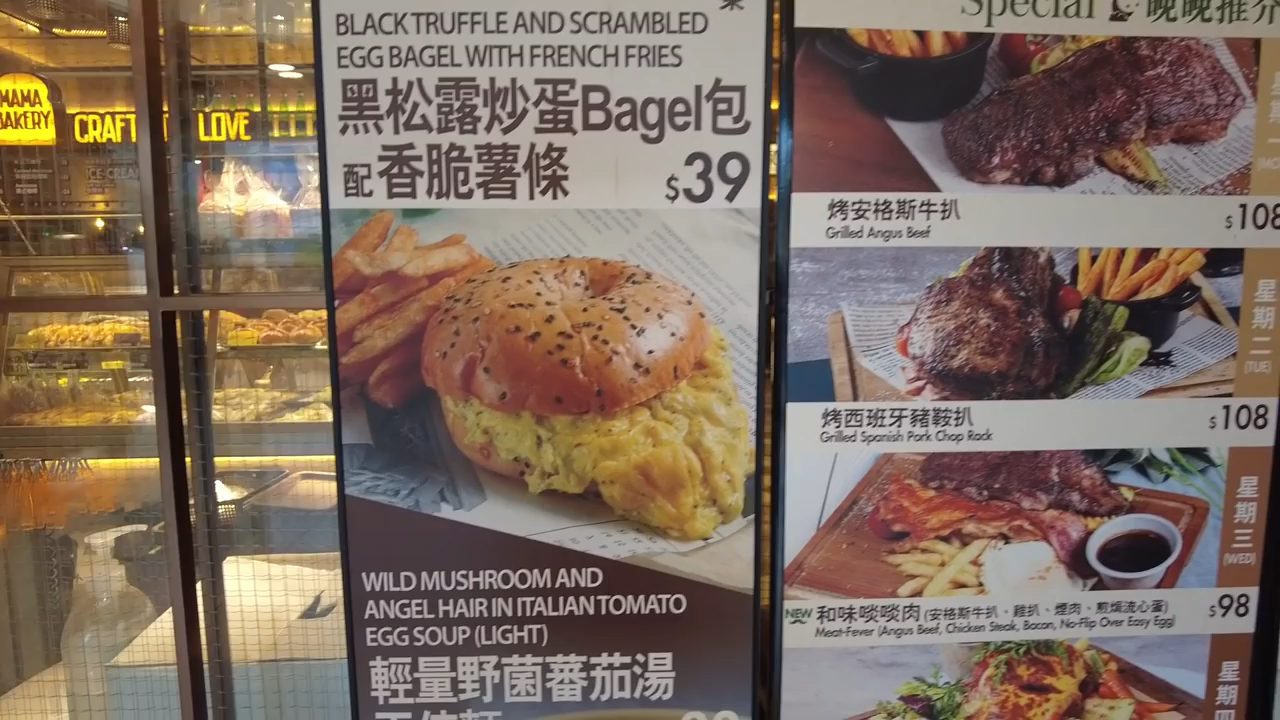 MAMA
BAKERY
CRAFT
LOVE
ICE-CREAM
BLACK TRUFFLE AND SCRAMBLED
EGG BAGEL WITH FRENCH FRIES
黑松露炒蛋Bagel包
配香脆薯條 $39
WILD MUSHROOM AND
ANGEL HAIR IN ITALIAN TOMATO
EGG SOUP (LIGHT)
輕量野菌蕃茄湯
Special 晚晚推介
烤安格斯牛扒 $108
Grilled Angus Beef
星期二
(TUE)
烤西班牙豬鞍扒 $108
Grilled Spanish Pork Chop Rack
星期三
(WED)
NEW 和味啖啖肉 (安格斯牛扒、雞扒、煙肉、煎焗流心蛋) $98
Meat-Fever (Angus Beef, Chicken Steak, Bacon, No-Flip Over Easy Egg)
星期四